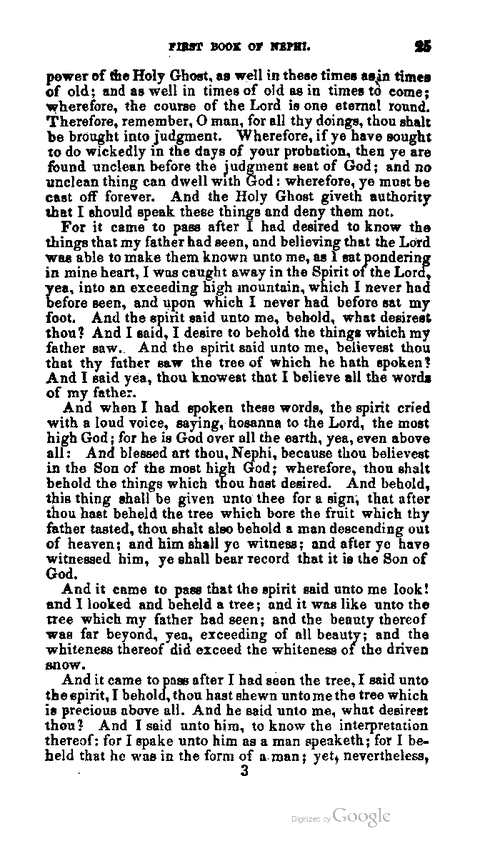 FIRST BOOK OF NEPHI. 25
power of the Holy Ghost, as well in these times as in times
of old; and as well in times of old as in times to come;
wherefore, the course of the Lord is one eternal round.
Therefore, remember, O man, for all thy doings, thou shalt
be brought into judgment. Wherefore, if ye have sought
to do wickedly in the days of your probation, then ye are
found unclean before the judgment seat of God; and no
unclean thing can dwell with God: wherefore, ye must be
cast off forever. And the Holy Ghost giveth authority
that I should speak these things and deny them not.
For it came to pass after I had desired to know the
things that my father had seen, and believing that the Lord
was able to make them known unto me, as I sat pondering
in mine heart, I was caught away in the Spirit of the Lord,
yea, into an exceeding high mountain, which I never had
before seen, and upon which I never had before sat my
foot. And the spirit said unto me, behold, what desirest
thou? And I said, I desire to behold the things which my
father saw. And the spirit said unto me, believest thou
that thy father saw the tree of which he hath spoken?
And I said yea, thou knowest that I believe all the words
of my father.
And when I had spoken these words, the spirit cried
with a loud voice, saying, hosanna to the Lord, the most
high God; for he is God over all the earth, yea, even above
all: And blessed art thou, Nephi, because thou believest
in the Son of the most high God; wherefore, thou shalt
behold the things which thou hast desired. And behold,
this thing shall be given unto thee for a sign, that after
thou hast beheld the tree which bore the fruit which thy
father tasted, thou shalt also behold a man descending out
of heaven; and him shall ye witness; and after ye have
witnessed him, ye shall bear record that it is the Son of
God.
And it came to pass that the spirit said unto me look!
and I looked and beheld a tree; and it was like unto the
tree which my father had seen; and the beauty thereof
was far beyond, yea, exceeding of all beauty; and the
whiteness thereof did exceed the whiteness of the driven
snow.
And it came to pass after I had seen the tree, I said unto
the spirit, I behold, thou hast shewn unto me the tree which
is precious above all. And he said unto me, what desirest
thou? And I said unto him, to know the interpretation
thereof: for I spake unto him as a man speaketh; for I be-
held that he was in the form of a man; yet, nevertheless,
3
Digitized by Google